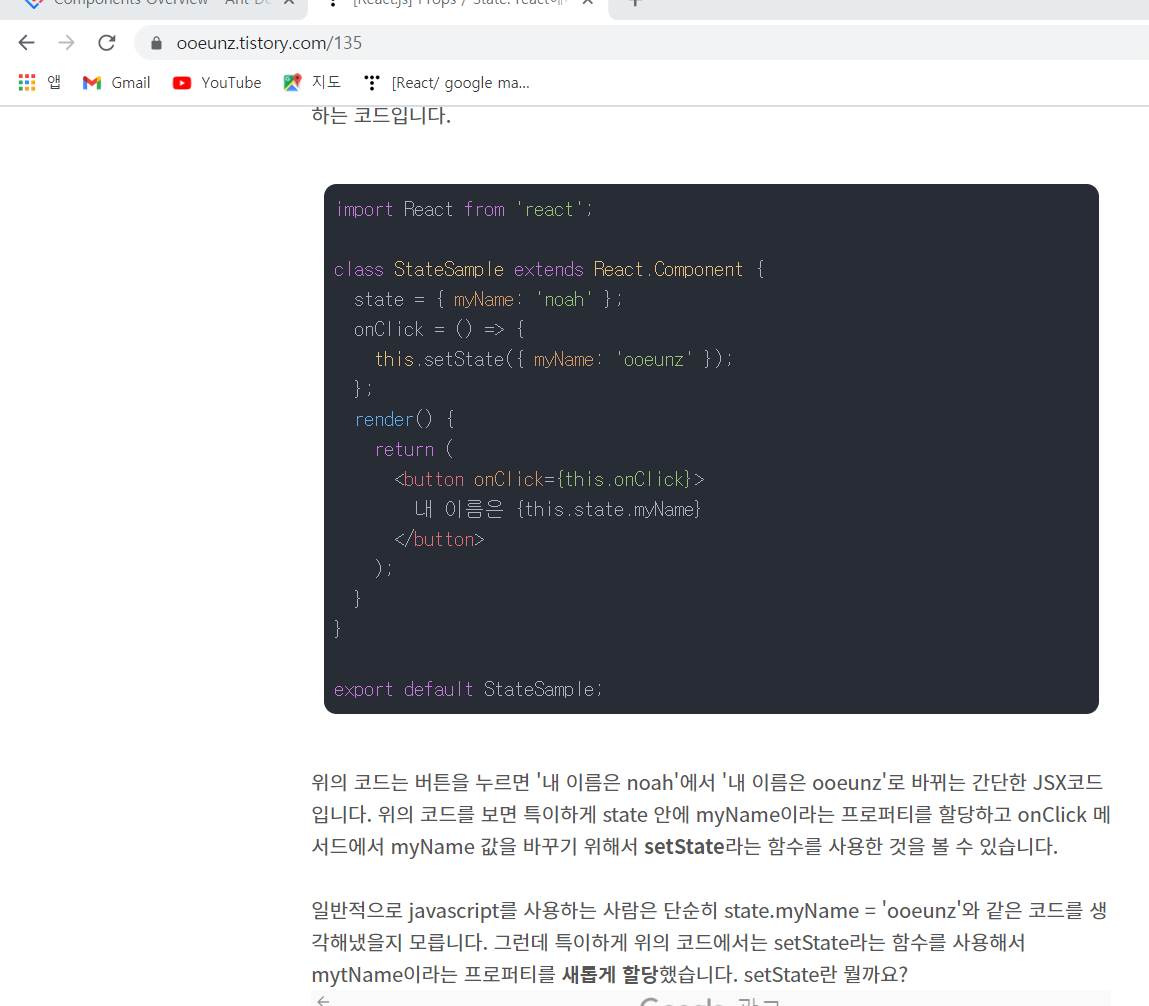 Components Overview - Ant De
[React.js] Props / State: react에
ooeunz.tistory.com/135
앱 Gmail YouTube 지도 [React/ google ma...
하는 코드입니다.
import React from 'react';
class StateSample extends React.Component {
state = { myName: 'noah' };
onClick = () => {
this.setState({ myName: 'ooeunz' });
};
render() {
return (
<button onClick={this.onClick}>
내 이름은 {this.state.myName}
</button>
);
}
}
export default StateSample;
위의 코드는 버튼을 누르면 '내 이름은 noah'에서 '내 이름은 ooeunz'로 바뀌는 간단한 JSX코드
입니다. 위의 코드를 보면 특이하게 state 안에 myName이라는 프로퍼티를 할당하고 onClick 메
서드에서 myName 값을 바꾸기 위해서 setState라는 함수를 사용한 것을 볼 수 있습니다.
일반적으로 javascript를 사용하는 사람은 단순히 state.myName = 'ooeunz'와 같은 코드를 생
각해냈을지 모릅니다. 그런데 특이하게 위의 코드에서는 setState라는 함수를 사용해서
mytName이라는 프로퍼티를 새롭게 할당했습니다. setState란 뭘까요?
Google 광고